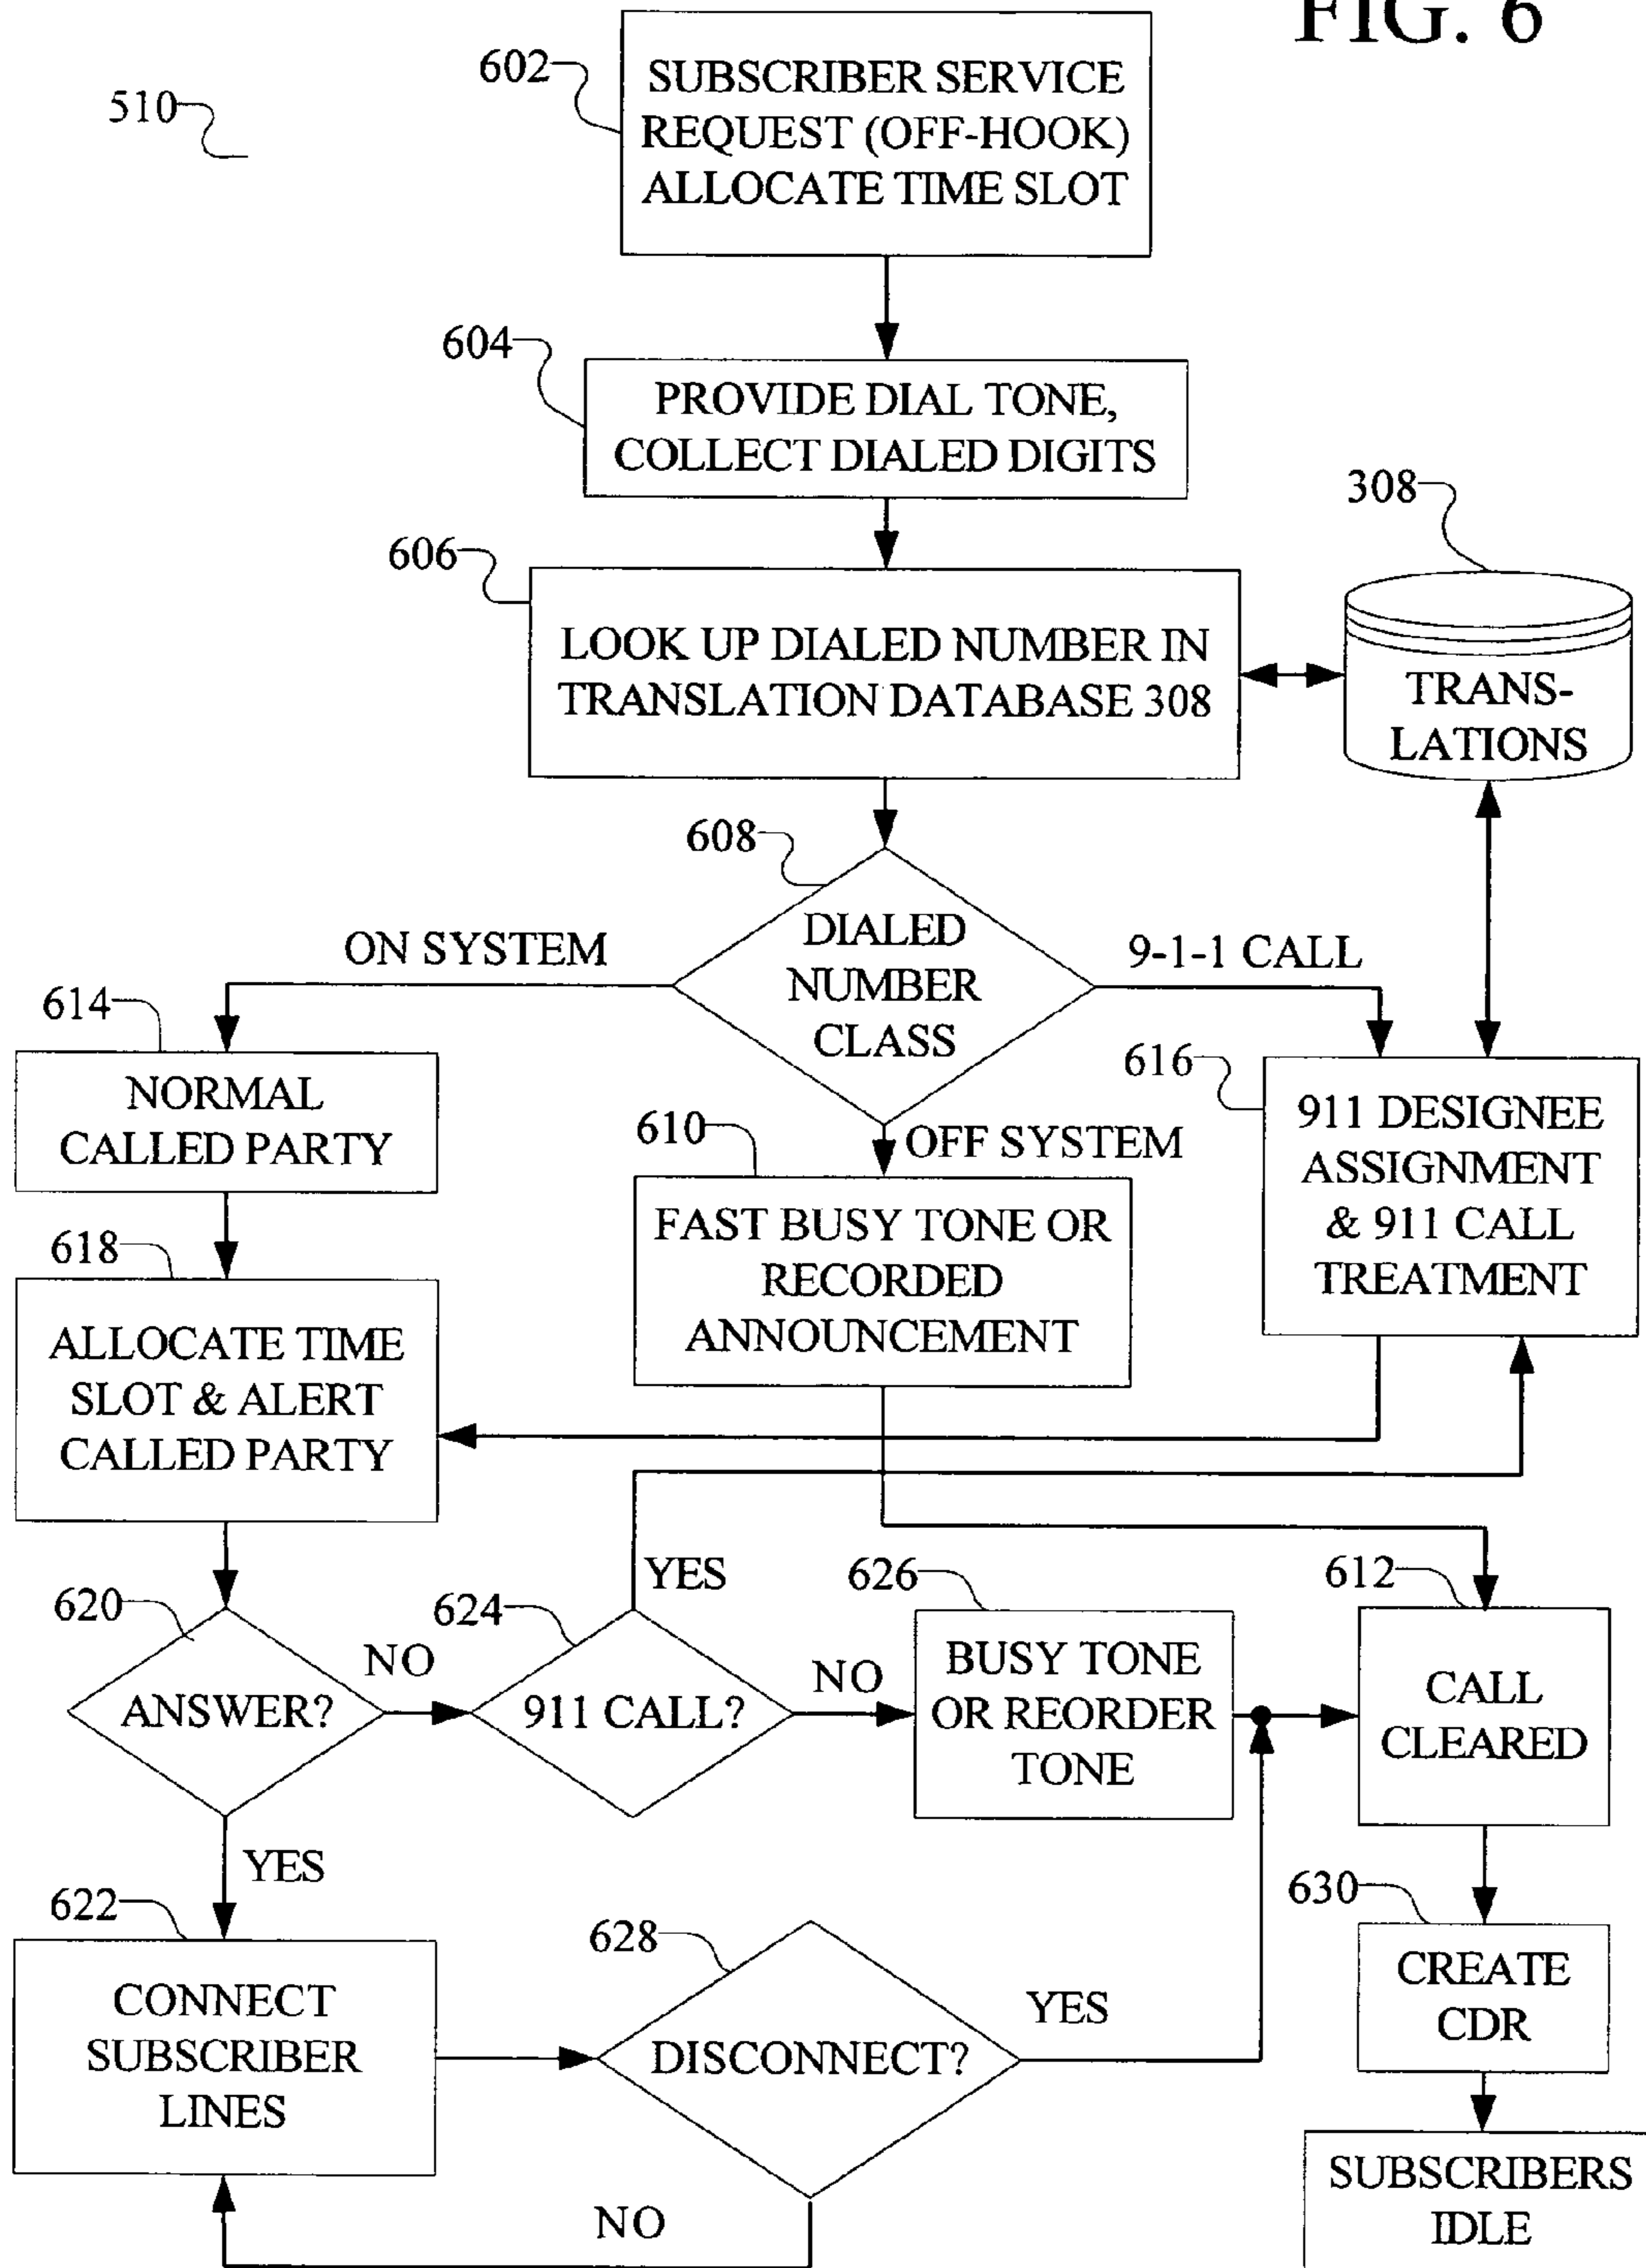 FIG. 6
510
602
SUBSCRIBER SERVICE
REQUEST (OFF-HOOK)
ALLOCATE TIME SLOT
604
PROVIDE DIAL TONE,
COLLECT DIALED DIGITS
606
LOOK UP DIALED NUMBER IN
TRANSLATION DATABASE 308
308
TRANS-
LATIONS
608
DIALED
NUMBER
CLASS
ON SYSTEM
9-1-1 CALL
OFF SYSTEM
614
NORMAL
CALLED PARTY
610
FAST BUSY TONE OR
RECORDED
ANNOUNCEMENT
616
911 DESIGNEE
ASSIGNMENT
& 911 CALL
TREATMENT
618
ALLOCATE TIME
SLOT & ALERT
CALLED PARTY
620
ANSWER?
NO
624
911 CALL?
YES
NO
626
BUSY TONE
OR REORDER
TONE
612
CALL
CLEARED
YES
622
CONNECT
SUBSCRIBER
LINES
628
DISCONNECT?
YES
NO
630
CREATE
CDR
SUBSCRIBERS
IDLE